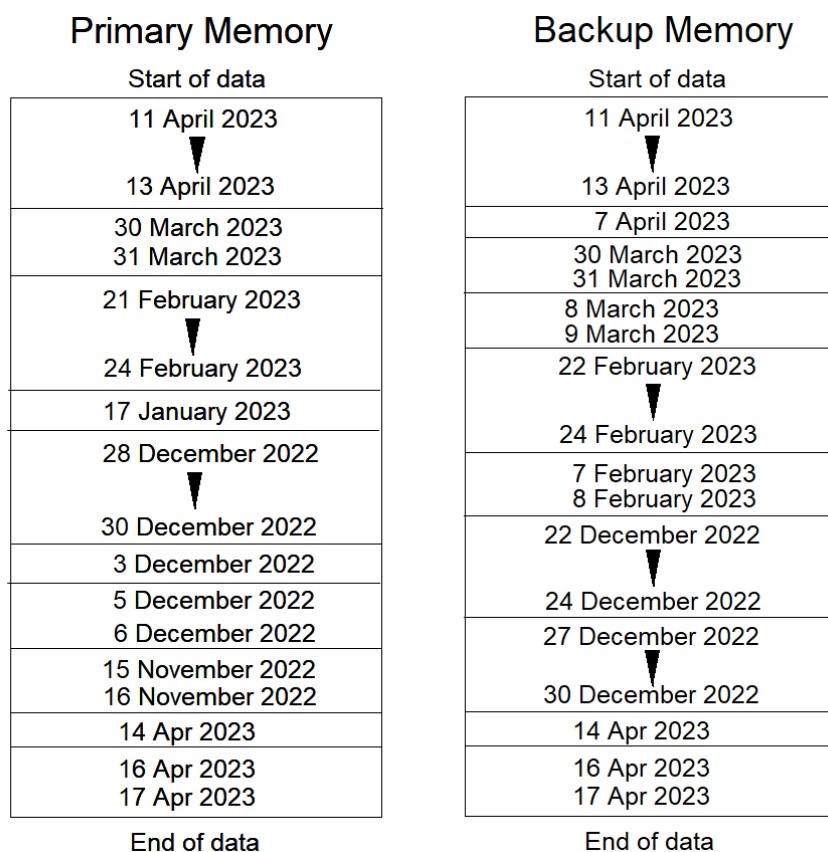 Primary Memory
Start of data
11 April 2023
13 April 2023
30 March 2023
31 March 2023
21 February 2023
24 February 2023
17 January 2023
28 December 2022
30 December 2022
3 December 2022
5 December 2022
6 December 2022
15 November 2022
16 November 2022
14 Apr 2023
16 Apr 2023
17 Apr 2023
End of data
Backup Memory
Start of data
11 April 2023
13 April 2023
7 April 2023
30 March 2023
31 March 2023
8 March 2023
9 March 2023
22 February 2023
24 February 2023
7 February 2023
8 February 2023
22 December 2022
24 December 2022
27 December 2022
30 December 2022
14 Apr 2023
16 Apr 2023
17 Apr 2023
End of data